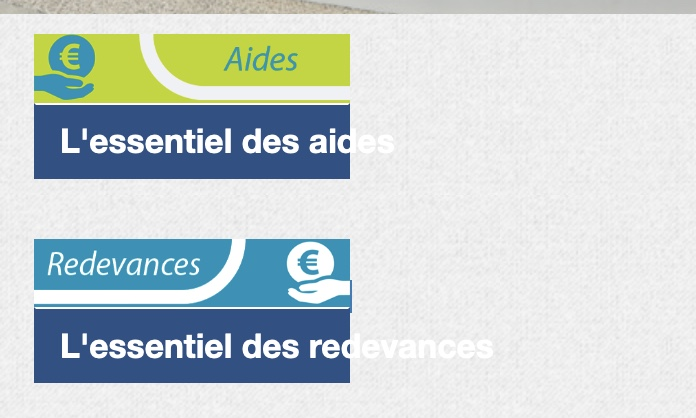 € Aides
L'essentiel des aides
Redevances €
L'essentiel des redevances